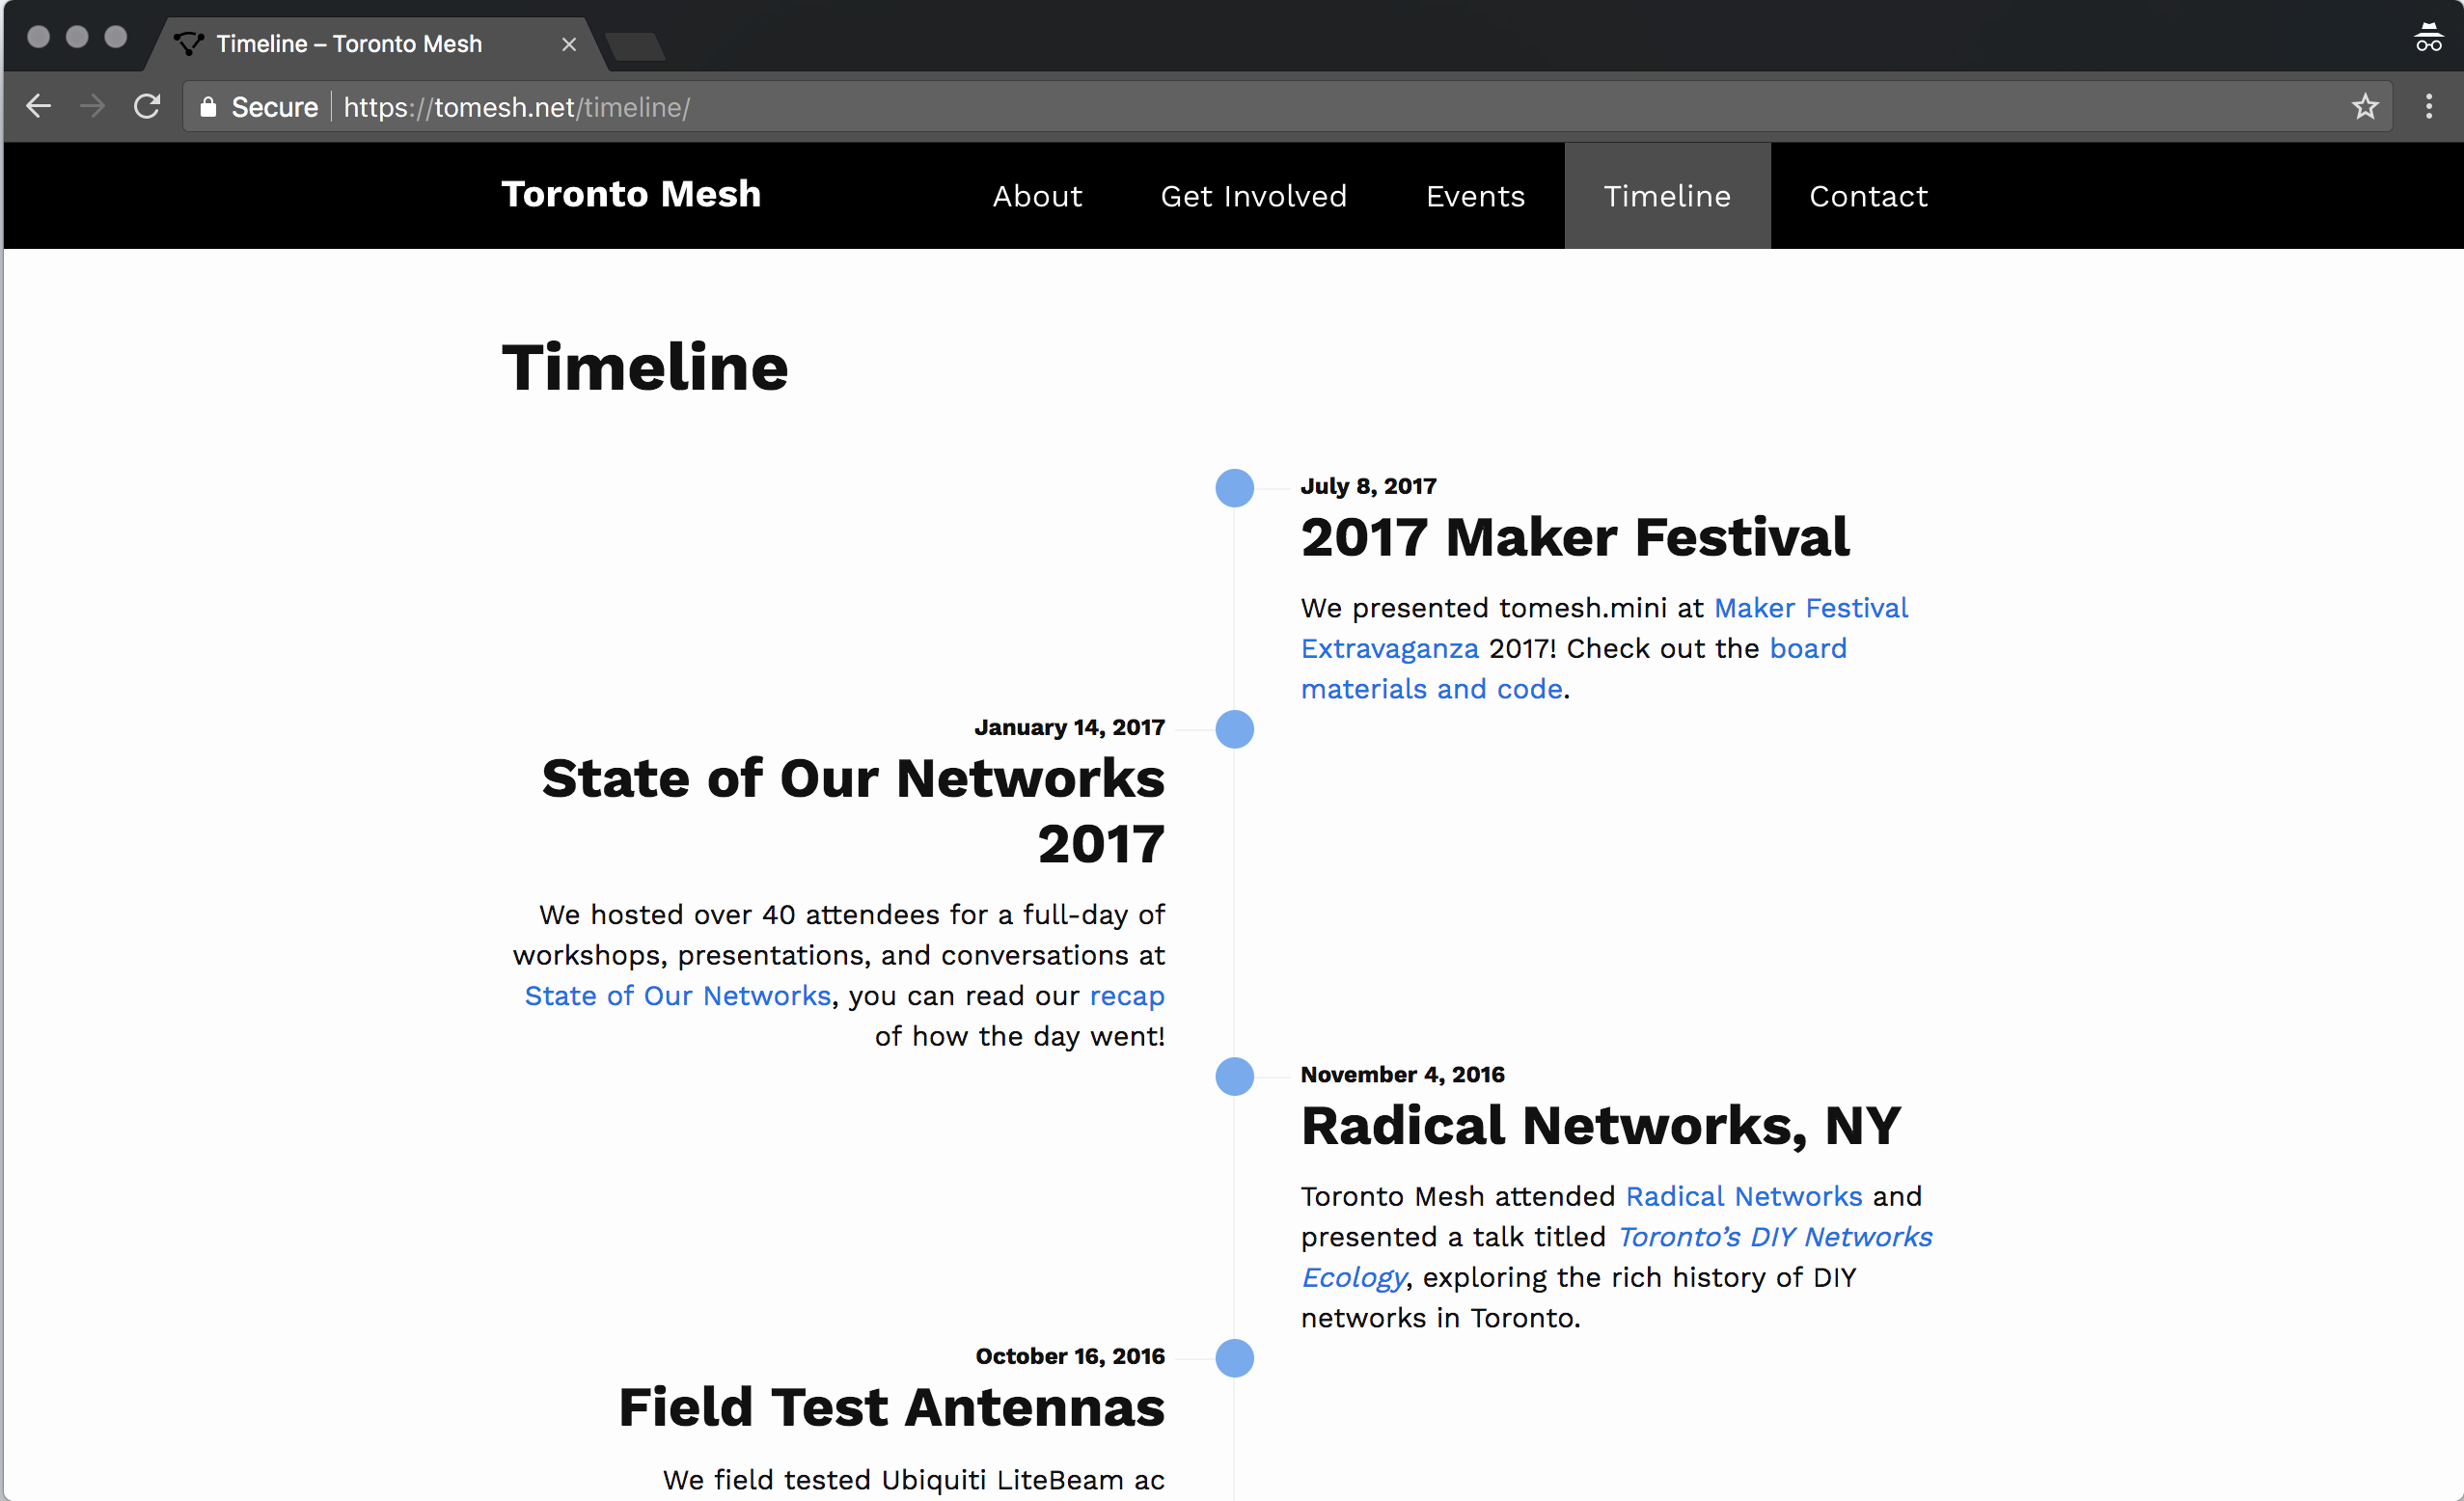 Timeline – Toronto Mesh
Secure
https://tomesh.net/timeline/
Toronto Mesh
About
Get Involved
Events
Timeline
Contact
Timeline
July 8, 2017
2017 Maker Festival
We presented tomesh.mini at Maker Festival
Extravaganza 2017! Check out the board
materials and code.
January 14, 2017
State of Our Networks
2017
We hosted over 40 attendees for a full-day of
workshops, presentations, and conversations at
State of Our Networks, you can read our recap
of how the day went!
November 4, 2016
Radical Networks, NY
Toronto Mesh attended Radical Networks and
presented a talk titled Toronto’s DIY Networks
Ecology, exploring the rich history of DIY
networks in Toronto.
October 16, 2016
Field Test Antennas
We field tested Ubiquiti LiteBeam ac